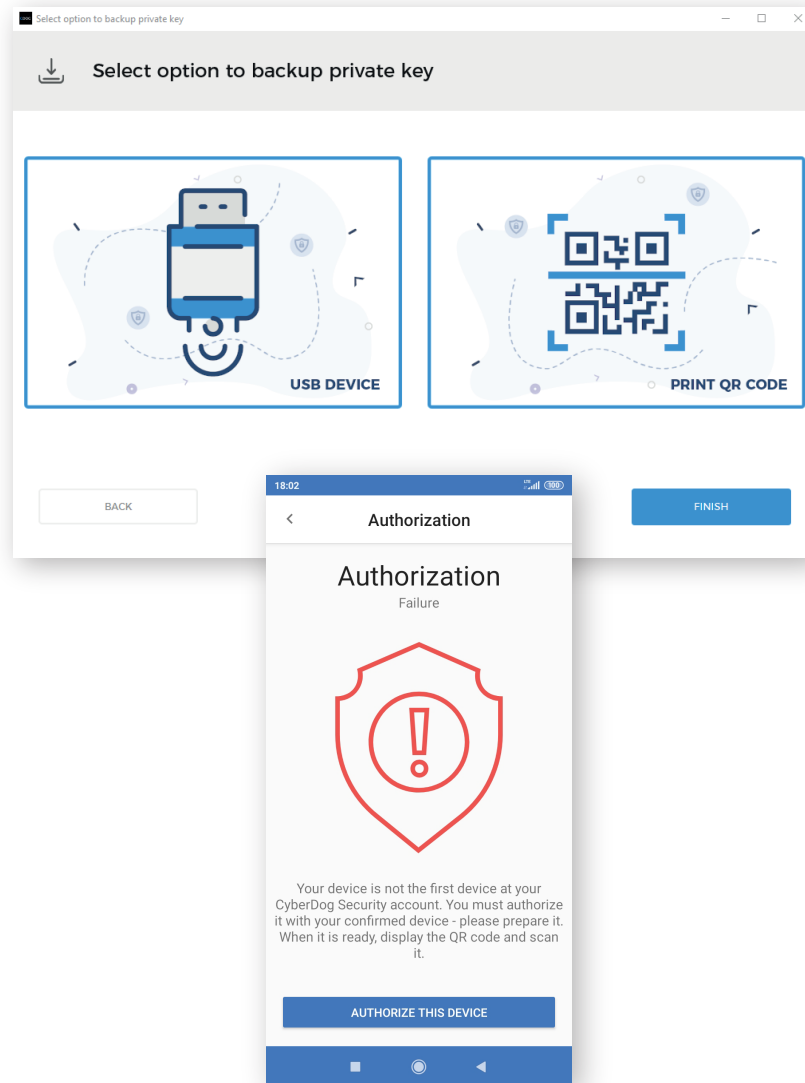 Select option to backup private key
Select option to backup private key
USB DEVICE
PRINT QR CODE
BACK
FINISH
18:02
LTE
100
Authorization
Authorization
Failure
Your device is not the first device at your
CyberDog Security account. You must authorize
it with your confirmed device - please prepare it.
When it is ready, display the QR code and scan
it.
AUTHORIZE THIS DEVICE